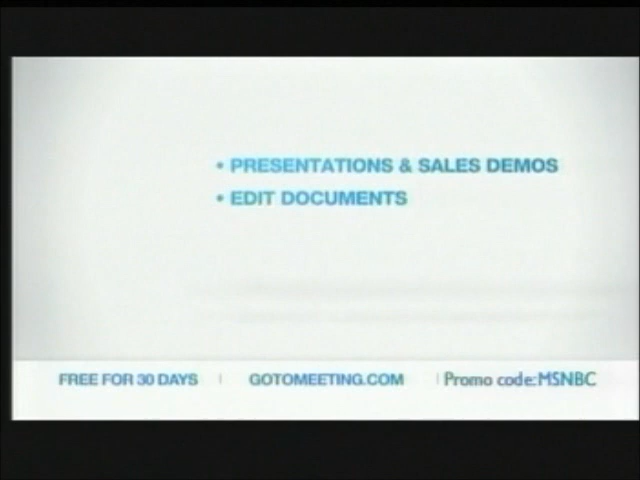 • PRESENTATIONS & SALES DEMOS
• EDIT DOCUMENTS
FREE FOR 30 DAYS | GOTOMEETING.COM | Promo code:MSNBC